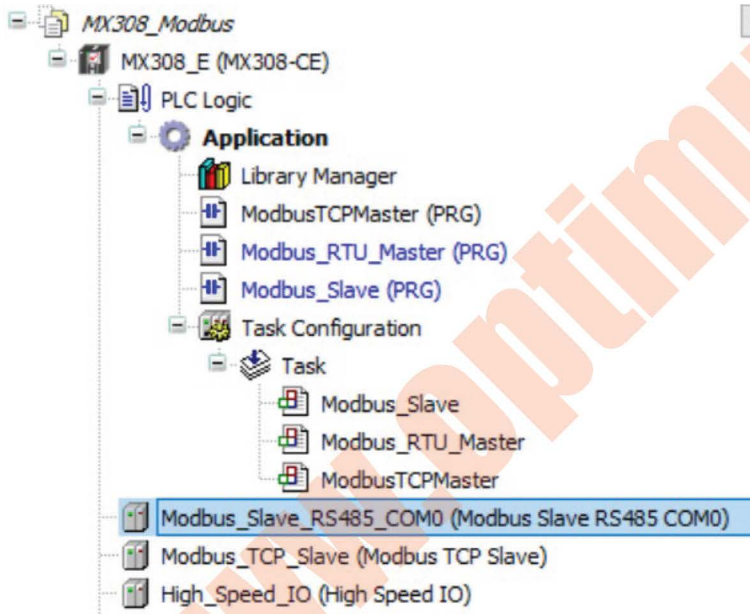 MX308_Modbus
MX308_E (MX308-CE)
PLC Logic
Application
Library Manager
ModbusTCPMaster (PRG)
Modbus_RTU_Master (PRG)
Modbus_Slave (PRG)
Task Configuration
Task
Modbus_Slave
Modbus_RTU_Master
ModbusTCPMaster
Modbus_Slave_RS485_COM0 (Modbus Slave RS485 COM0)
Modbus_TCP_Slave (Modbus TCP Slave)
High_Speed_IO (High Speed IO)